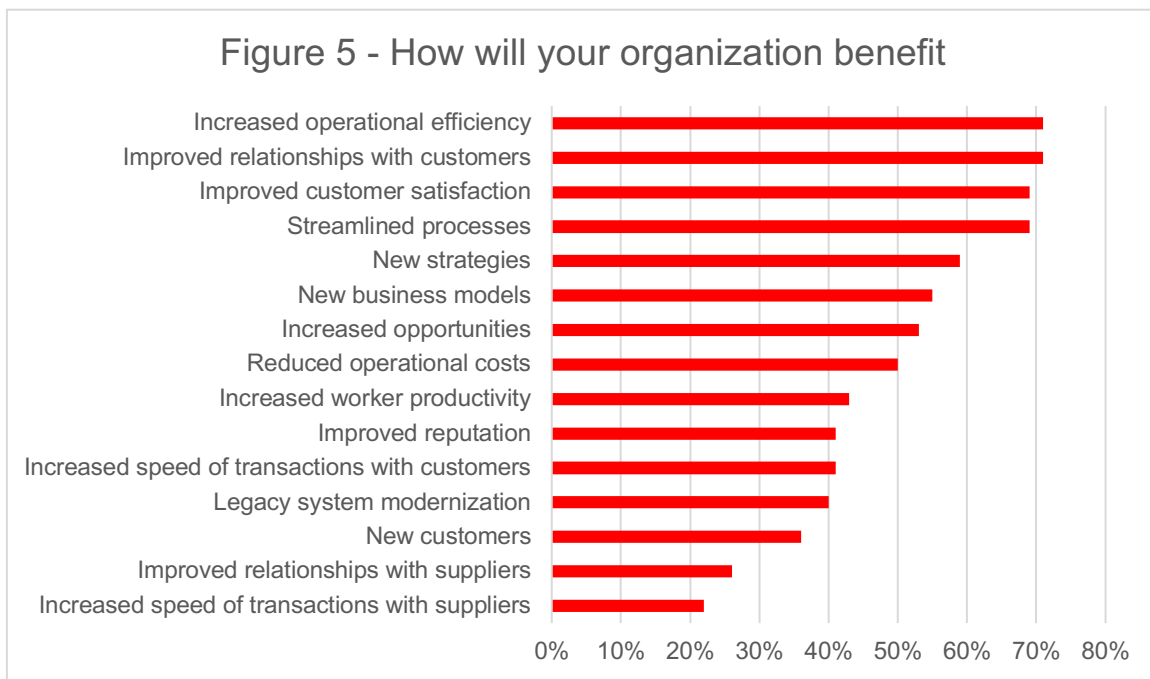 Figure 5 - How will your organization benefit
Increased operational efficiency
Improved relationships with customers
Improved customer satisfaction
Streamlined processes
New strategies
New business models
Increased opportunities
Reduced operational costs
Increased worker productivity
Improved reputation
Increased speed of transactions with customers
Legacy system modernization
New customers
Improved relationships with suppliers
Increased speed of transactions with suppliers
0% 10% 20% 30% 40% 50% 60% 70% 80%